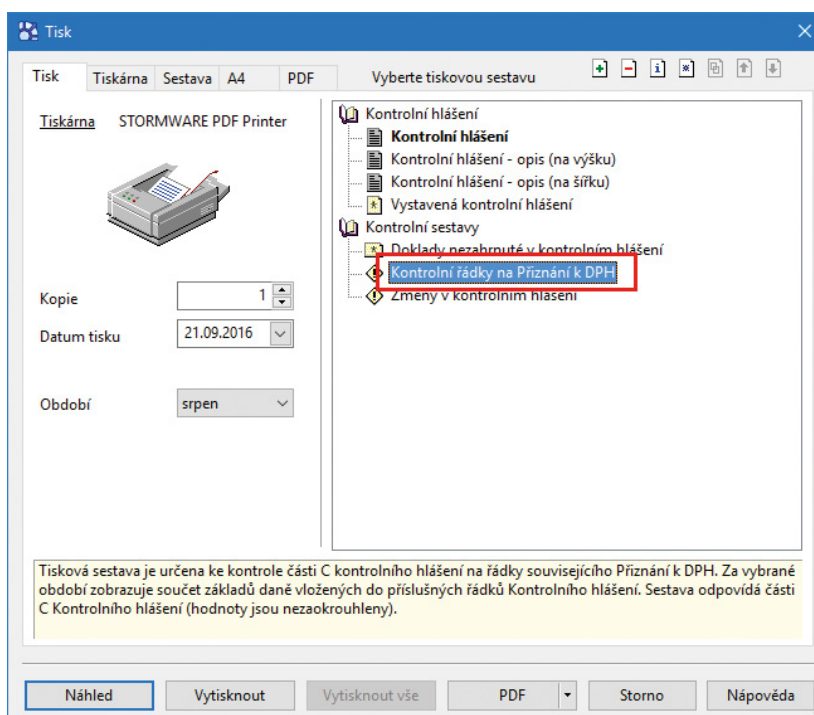 Tisk
Tisk Tiskárna Sestava A4 PDF Vyberte tiskovou sestavu
Tiskárna STORMWARE PDF Printer
Kopie 1
Datum tisku 21.09.2016
Období srpen
Kontrolní hlášení
Kontrolní hlášení
Kontrolní hlášení - opis (na výšku)
Kontrolní hlášení - opis (na šířku)
Vystavená kontrolní hlášení
Kontrolní sestavy
Doklady nezahrnuté v kontrolním hlášení
Kontrolní řádky na Přiznání k DPH
Změny v kontrolním hlášení
Tisková sestava je určena ke kontrole části C kontrolního hlášení na řádky souvisejícího Přiznání k DPH. Za vybrané
období zobrazuje součet základů daně vložených do příslušných řádků Kontrolního hlášení. Sestava odpovídá části
C Kontrolního hlášení (hodnoty jsou nezaokrouhleny).
Náhled Vytisknout Vytisknout vše PDF Storno Nápověda